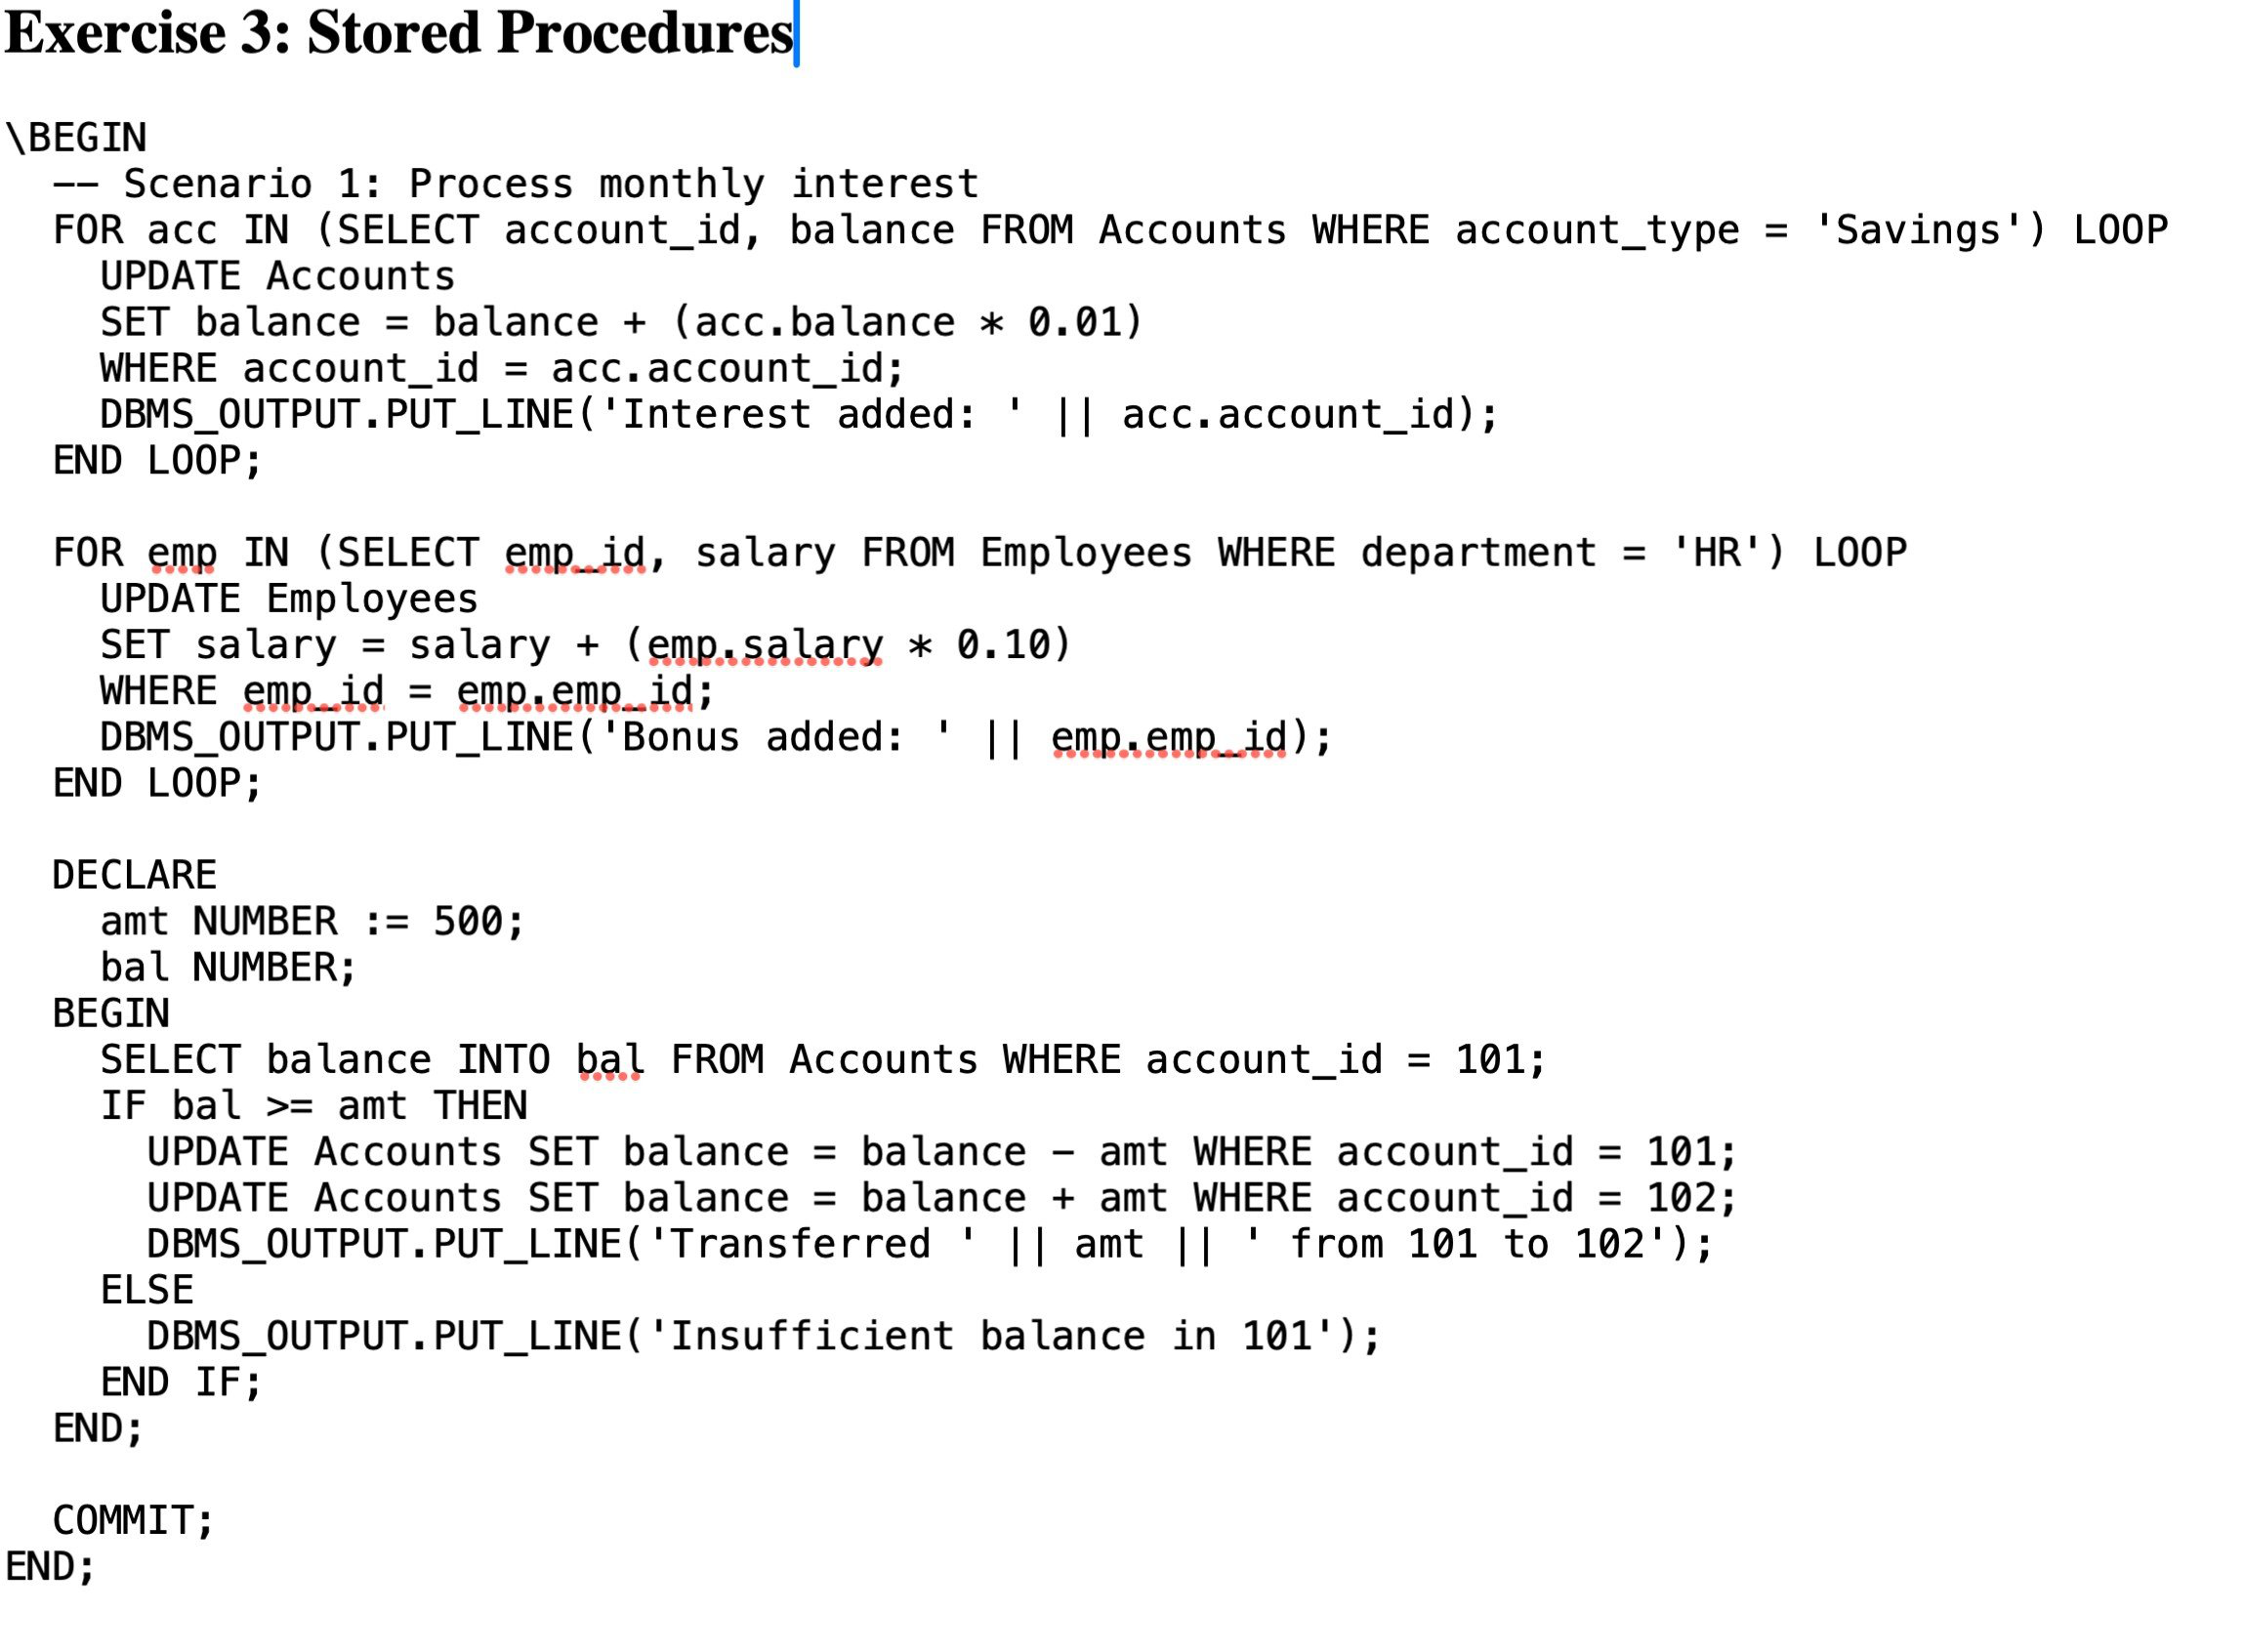 Exercise 3: Stored Procedures
\BEGIN
  -- Scenario 1: Process monthly interest
  FOR acc IN (SELECT account_id, balance FROM Accounts WHERE account_type = 'Savings') LOOP
    UPDATE Accounts
    SET balance = balance + (acc.balance * 0.01)
    WHERE account_id = acc.account_id;
    DBMS_OUTPUT.PUT_LINE('Interest added: ' || acc.account_id);
  END LOOP;
  FOR emp IN (SELECT emp_id, salary FROM Employees WHERE department = 'HR') LOOP
    UPDATE Employees
    SET salary = salary + (emp.salary * 0.10)
    WHERE emp_id = emp.emp_id;
    DBMS_OUTPUT.PUT_LINE('Bonus added: ' || emp.emp_id);
  END LOOP;
  DECLARE
    amt NUMBER := 500;
    bal NUMBER;
  BEGIN
    SELECT balance INTO bal FROM Accounts WHERE account_id = 101;
    IF bal >= amt THEN
      UPDATE Accounts SET balance = balance - amt WHERE account_id = 101;
      UPDATE Accounts SET balance = balance + amt WHERE account_id = 102;
      DBMS_OUTPUT.PUT_LINE('Transferred ' || amt || ' from 101 to 102');
    ELSE
      DBMS_OUTPUT.PUT_LINE('Insufficient balance in 101');
    END IF;
  END;
  COMMIT;
END;